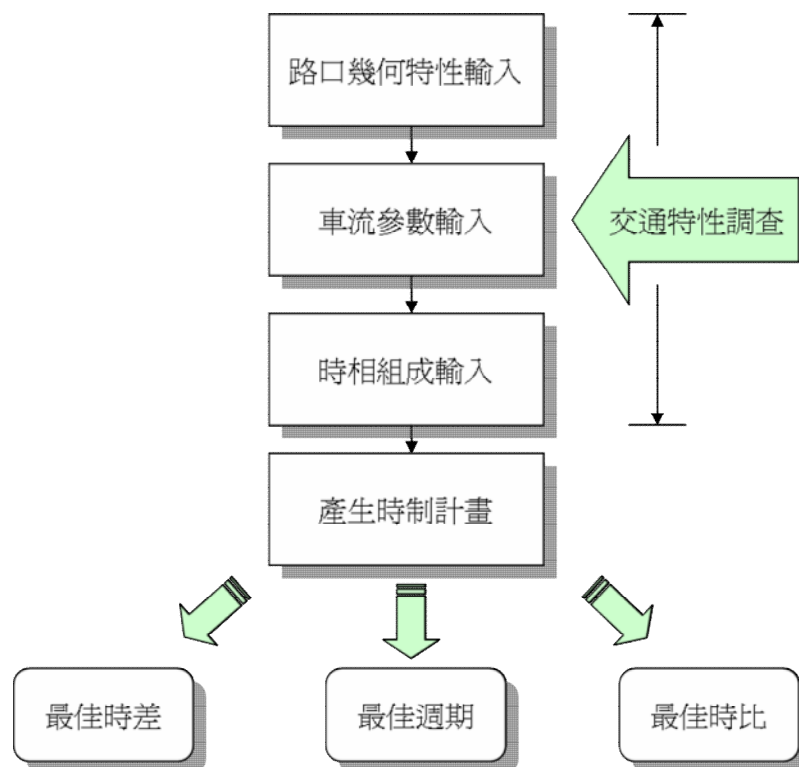 路口幾何特性輸入
車流參數輸入
交通特性調查
時相組成輸入
產生時制計畫
最佳時差
最佳週期
最佳時比